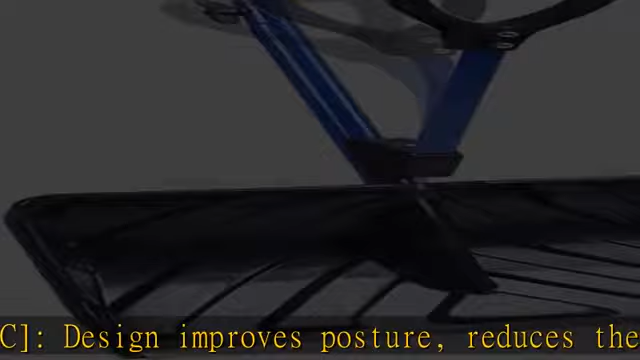 C]: Design improves posture, reduces the